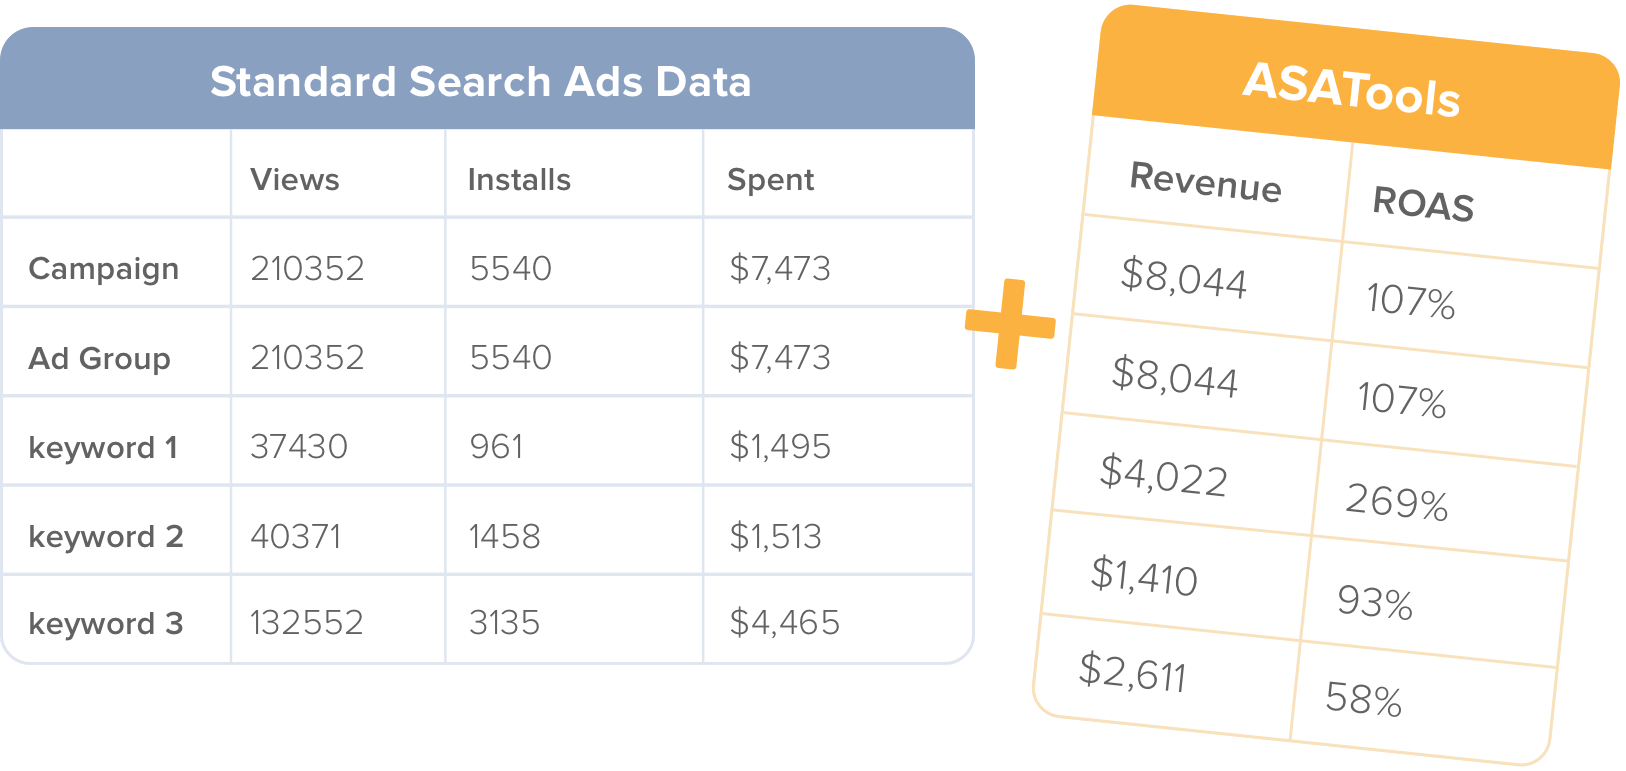 Standard Search Ads Data
Views Installs Spent
Campaign 210352 5540 $7,473
Ad Group 210352 5540 $7,473
keyword 1 37430 961 $1,495
keyword 2 40371 1458 $1,513
keyword 3 132552 3135 $4,465
+
ASATools
Revenue ROAS
$8,044 107%
$8,044 107%
$4,022 269%
$1,410 93%
$2,611 58%